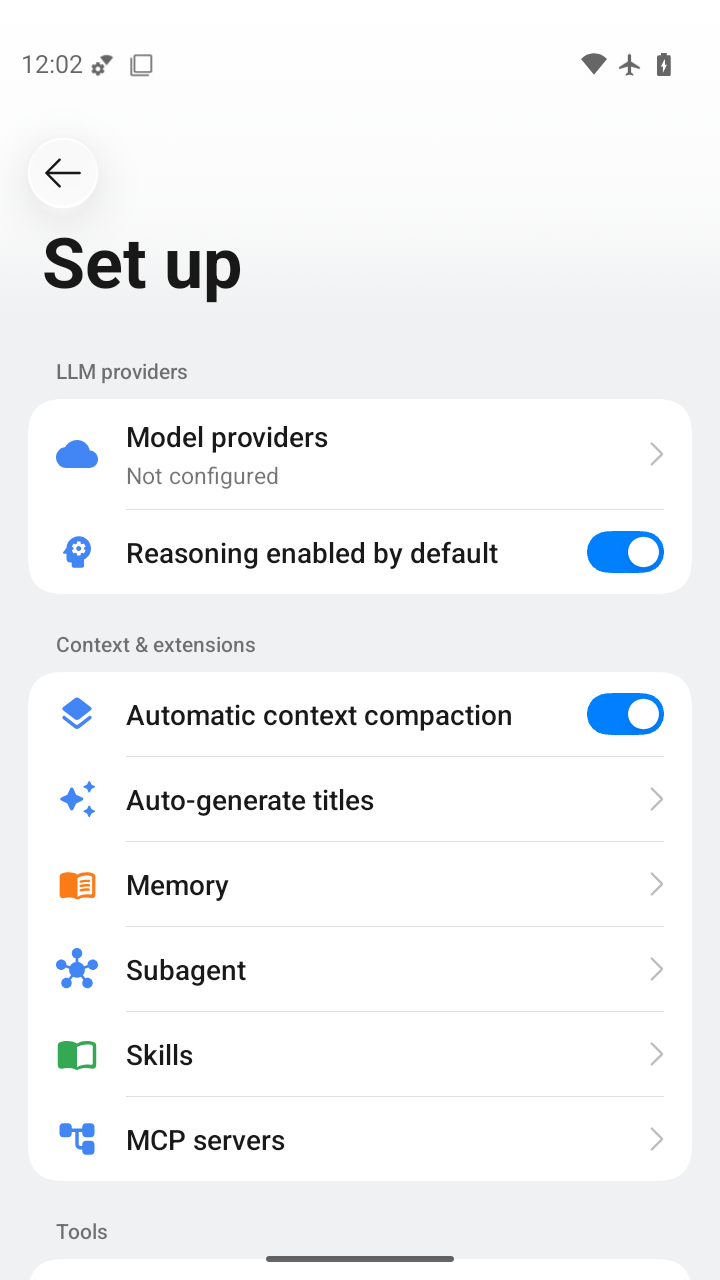 12:02
Set up
LLM providers
Model providers
Not configured
Reasoning enabled by default
Context & extensions
Automatic context compaction
Auto-generate titles
Memory
Subagent
Skills
MCP servers
Tools